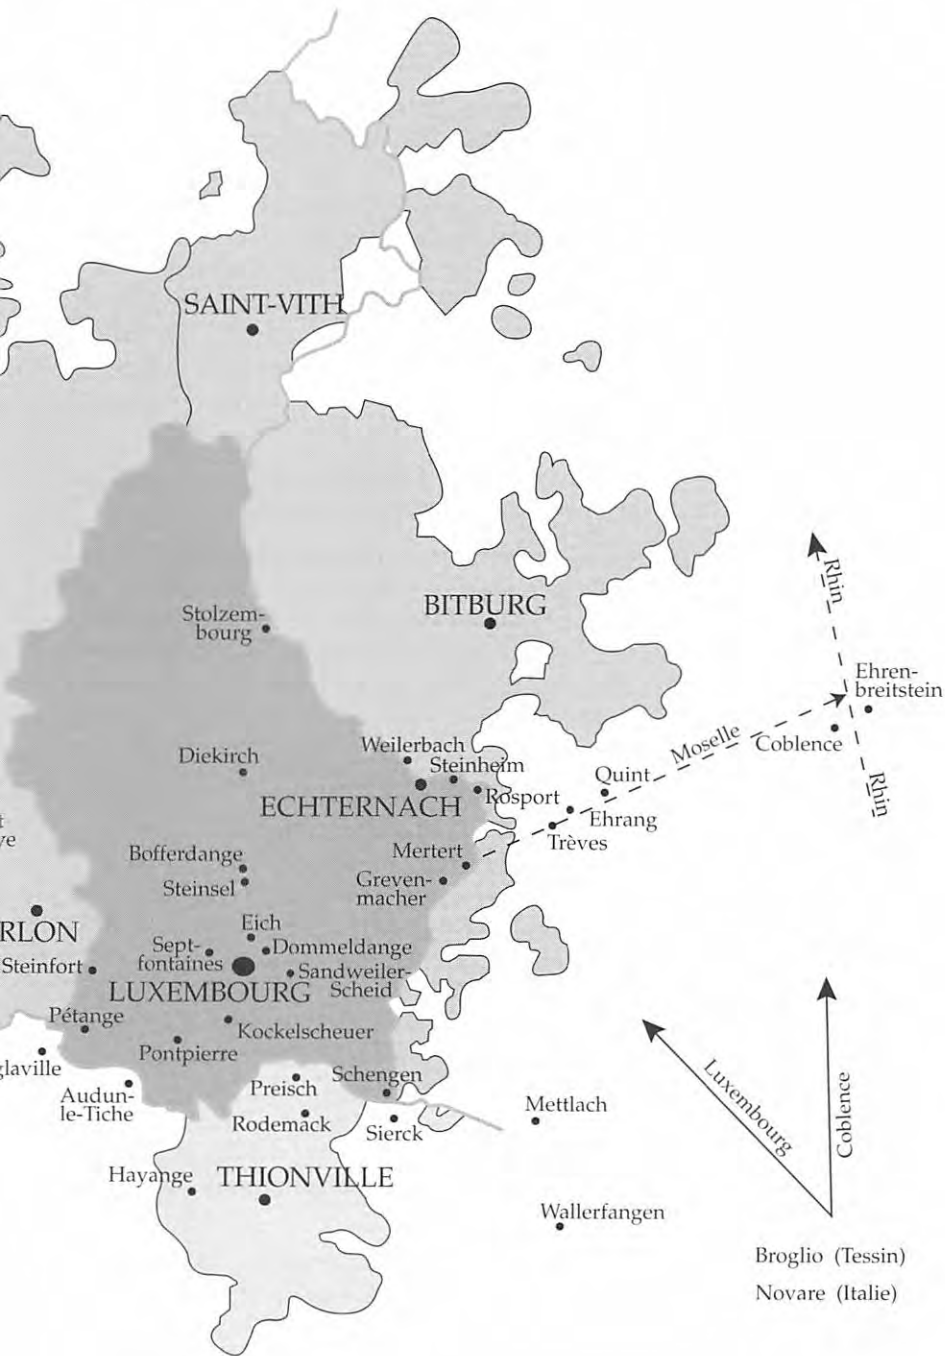 SAINT-VITH
Stolzem-
bourg
BITBURG
Rhin
Ehren-
breitstein
Moselle
Coblence
Rhin
Diekirch
Weilerbach
Steinheim
Quint
ECHTERNACH
Rosport
Ehrang
Trèves
Bofferdange
Mertert
Steinsel
Greven-
macher
RLON
Eich
Sept-
fontaines
Dommeldange
Steinfort
Sandweiler-
Scheid
LUXEMBOURG
Pétange
Kockelscheuer
Pontpierre
glaville
Audun-
le-Tiche
Preisch
Schengen
Rodemack
Sierck
Mettlach
Luxembourg
Coblence
Hayange
THIONVILLE
Wallerfangen
Broglio (Tessin)
Novare (Italie)